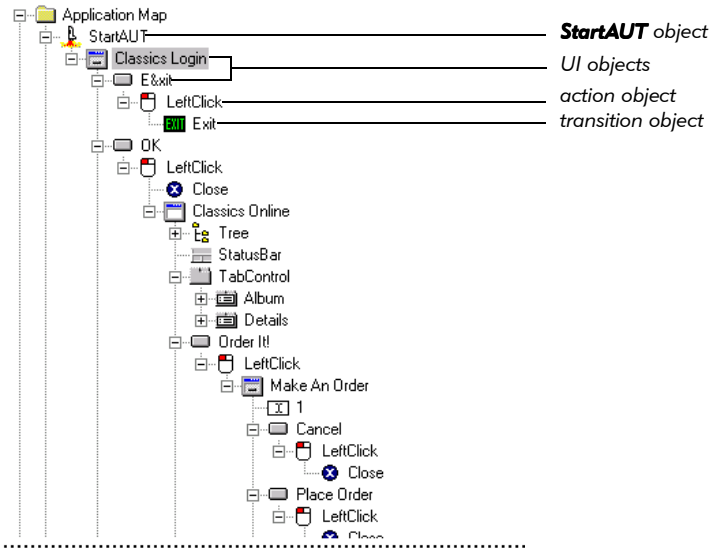 Application Map
StartAUT
StartAUT object
Classics Login
UI objects
E&xit
LeftClick
action object
EXIT Exit
transition object
OK
LeftClick
Close
Classics Online
Tree
StatusBar
TabControl
Album
Details
Order It!
LeftClick
Make An Order
1
Cancel
LeftClick
Close
Place Order
LeftClick
Close